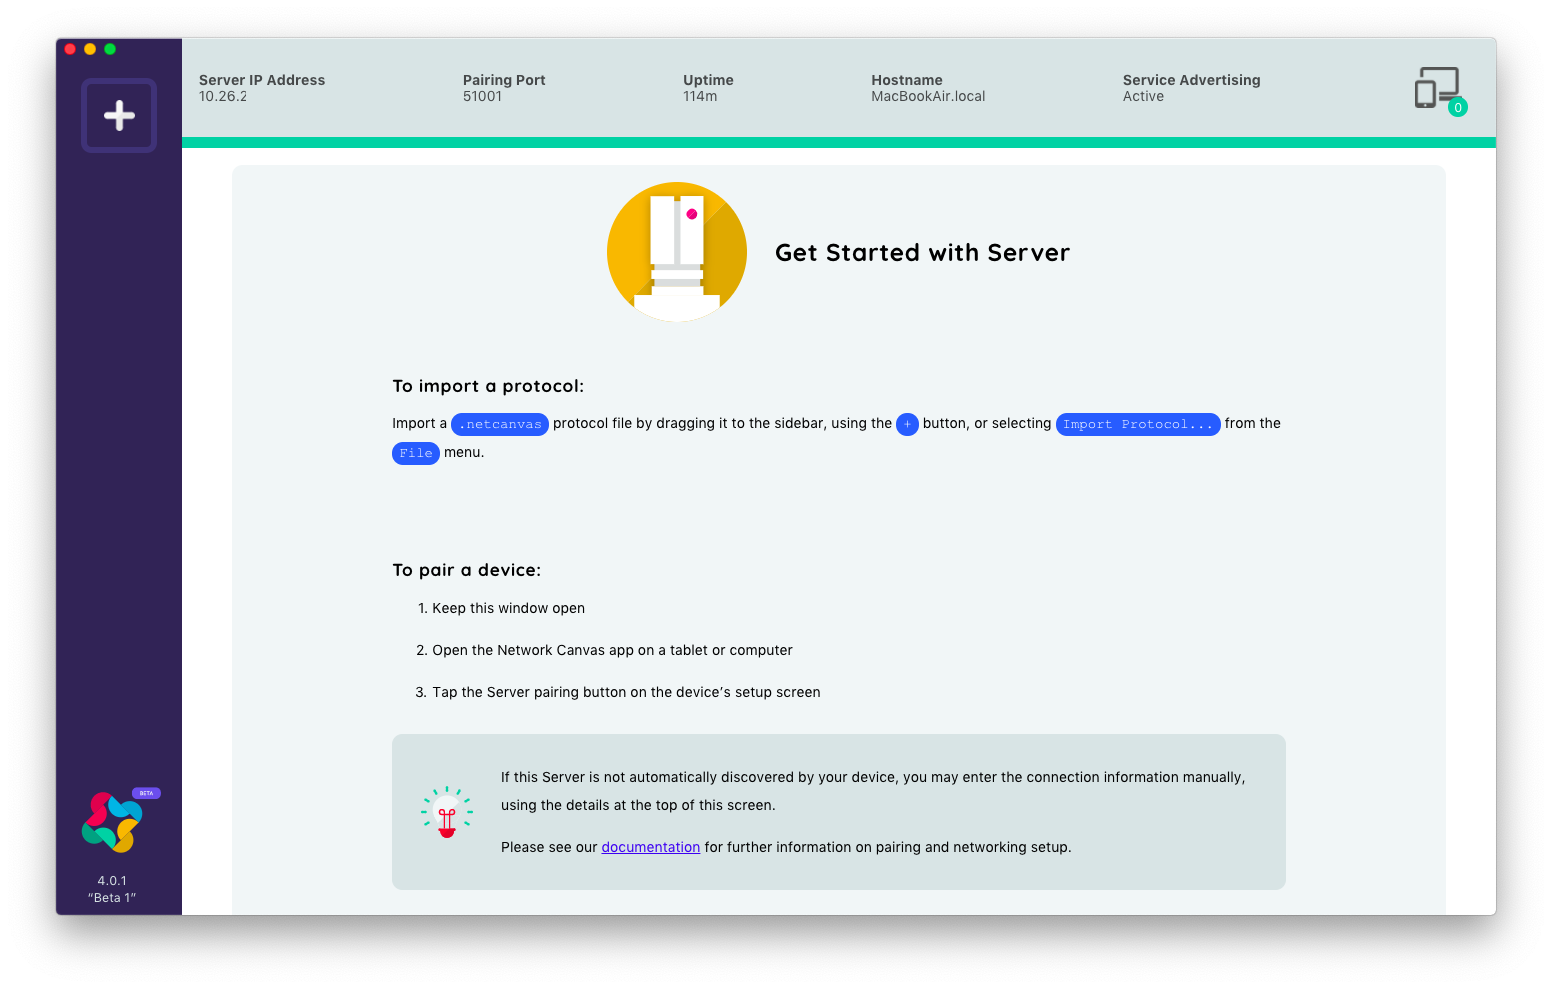 Server IP Address
10.26.2
Pairing Port
51001
Uptime
114m
Hostname
MacBookAir.local
Service Advertising
Active
0
Get Started with Server
To import a protocol:
Import a .netcanvas protocol file by dragging it to the sidebar, using the + button, or selecting Import Protocol... from the
File menu.
To pair a device:
1. Keep this window open
2. Open the Network Canvas app on a tablet or computer
3. Tap the Server pairing button on the device’s setup screen
If this Server is not automatically discovered by your device, you may enter the connection information manually,
using the details at the top of this screen.
Please see our documentation for further information on pairing and networking setup.
BETA
4.0.1
“Beta 1”